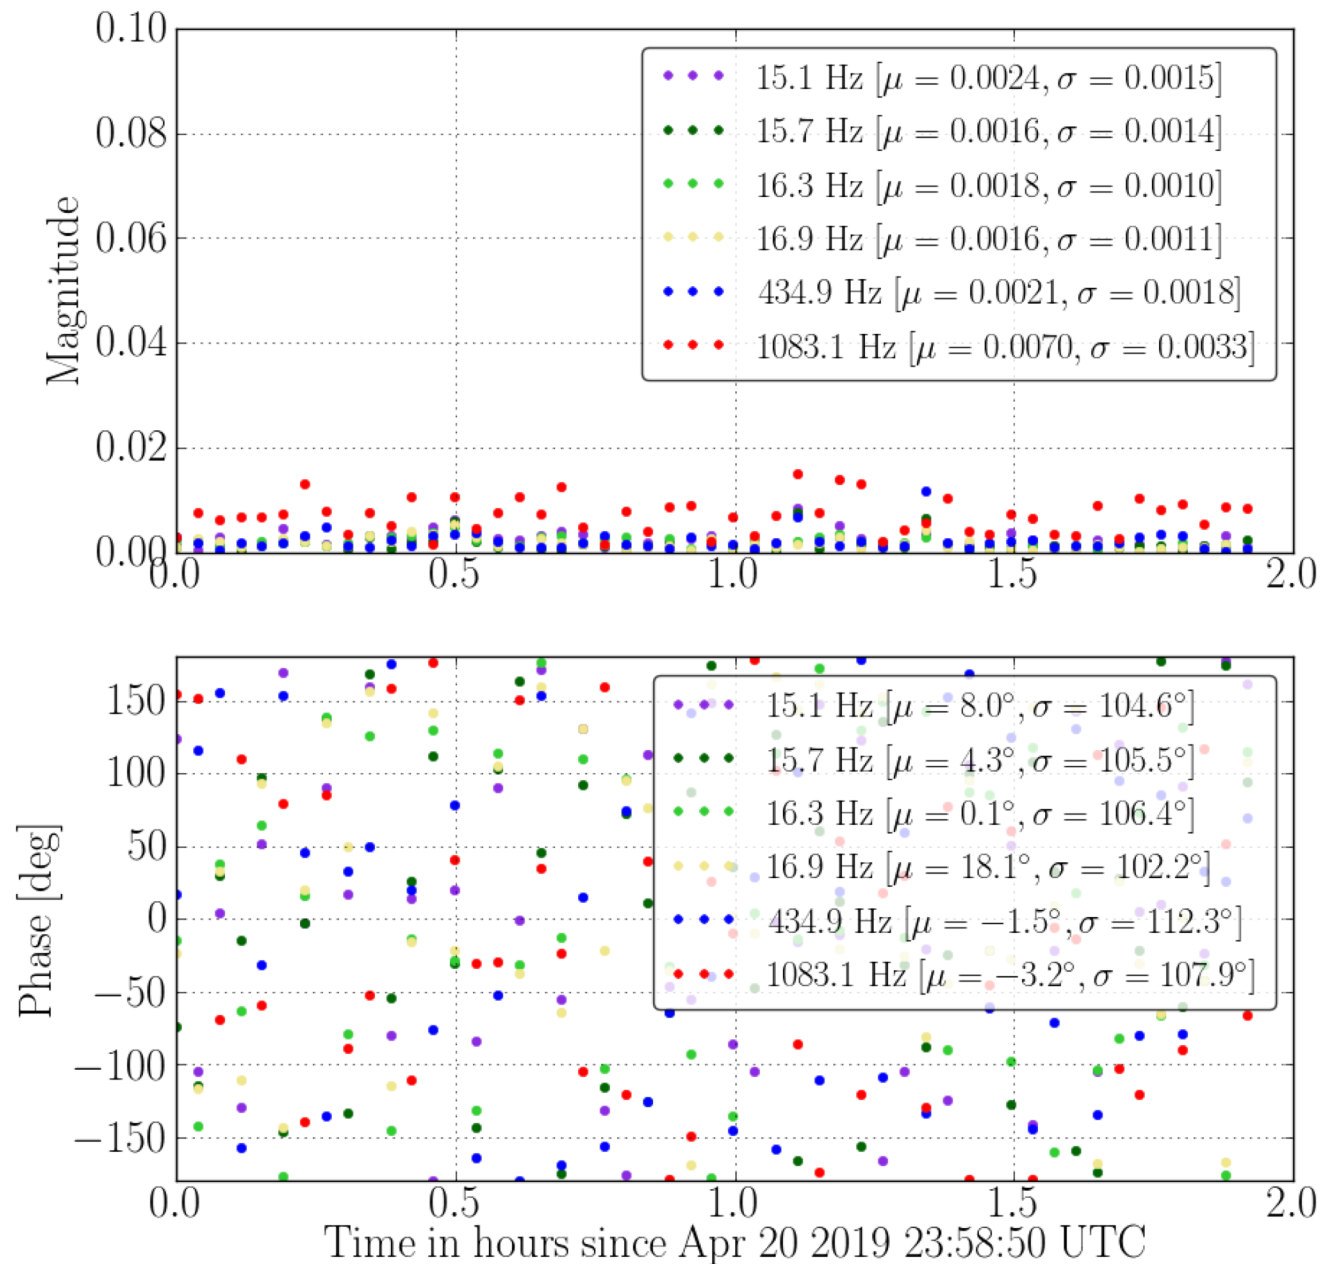 0.10
0.08
0.06
0.04
0.02
0.00
Magnitude
15.1 Hz [μ = 0.0024, σ = 0.0015]
15.7 Hz [μ = 0.0016, σ = 0.0014]
16.3 Hz [μ = 0.0018, σ = 0.0010]
16.9 Hz [μ = 0.0016, σ = 0.0011]
434.9 Hz [μ = 0.0021, σ = 0.0018]
1083.1 Hz [μ = 0.0070, σ = 0.0033]
0.0 0.5 1.0 1.5 2.0
150
100
50
0
−50
−100
−150
Phase [deg]
15.1 Hz [μ = 8.0°, σ = 104.6°]
15.7 Hz [μ = 4.3°, σ = 105.5°]
16.3 Hz [μ = 0.1°, σ = 106.4°]
16.9 Hz [μ = 18.1°, σ = 102.2°]
434.9 Hz [μ = −1.5°, σ = 112.3°]
1083.1 Hz [μ = −3.2°, σ = 107.9°]
0.0 0.5 1.0 1.5 2.0
Time in hours since Apr 20 2019 23:58:50 UTC